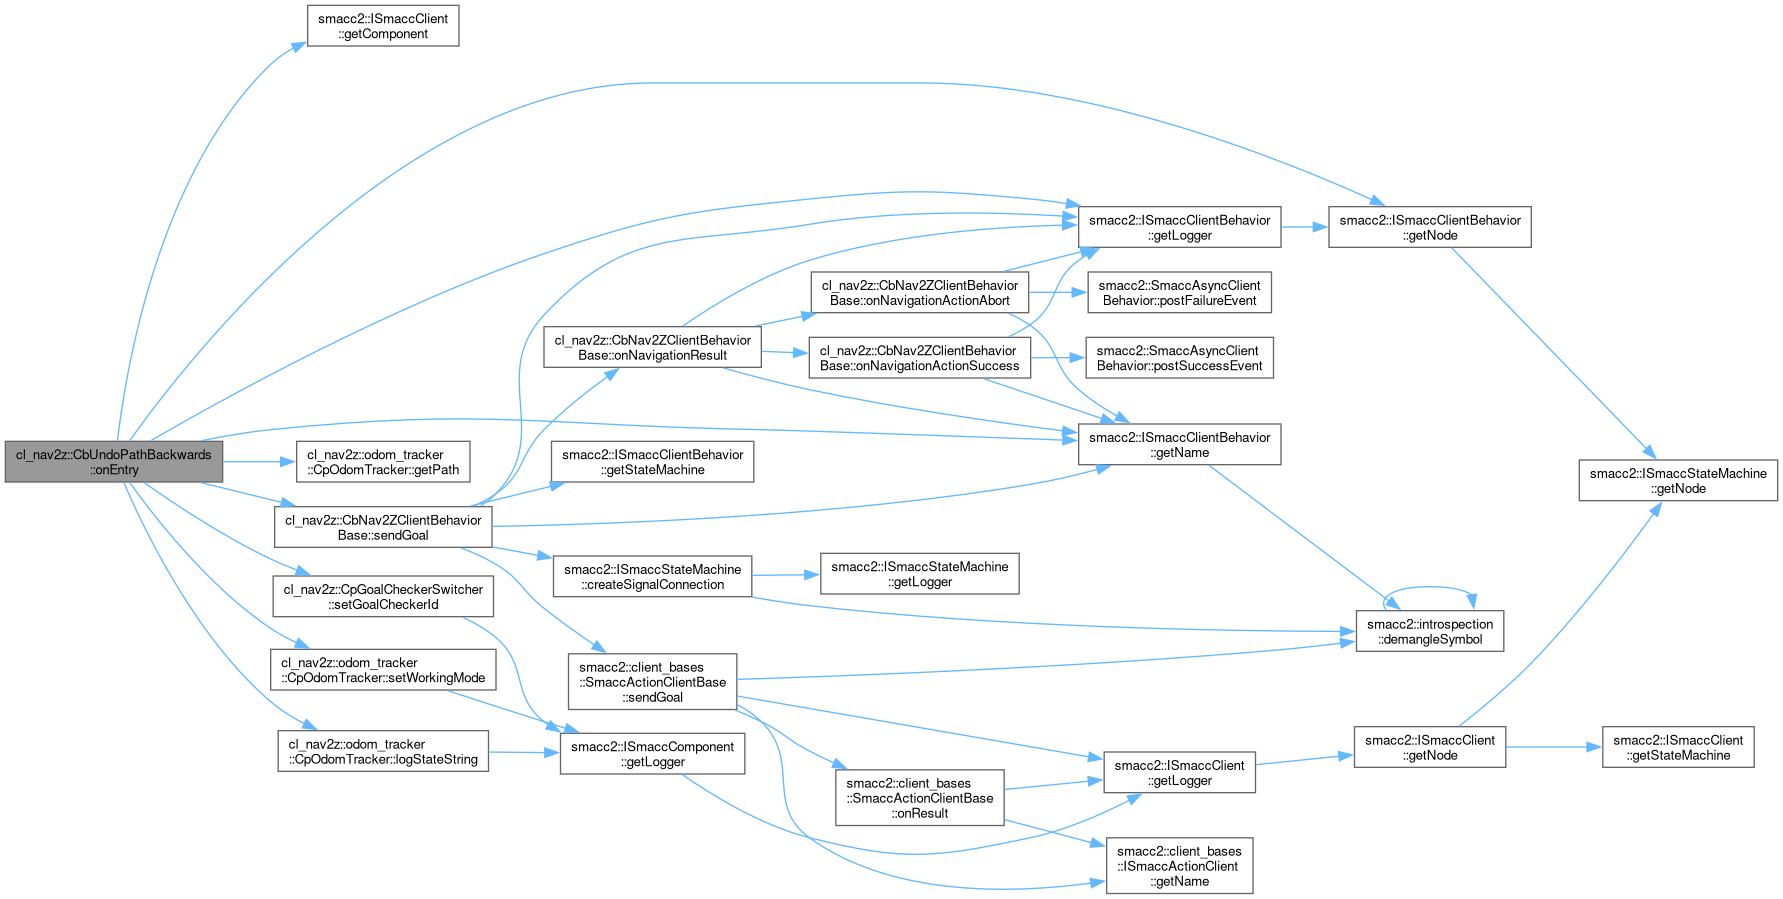 smacc2::ISmaccClient
::getComponent
cl_nav2z::CbUndoPathBackwards
::onEntry
cl_nav2z::odom_tracker
::CpOdomTracker::getPath
cl_nav2z::CbNav2ZClientBehavior
Base::sendGoal
cl_nav2z::CpGoalCheckerSwitcher
::setGoalCheckerId
cl_nav2z::odom_tracker
::CpOdomTracker::setWorkingMode
cl_nav2z::odom_tracker
::CpOdomTracker::logStateString
cl_nav2z::CbNav2ZClientBehavior
Base::onNavigationResult
smacc2::ISmaccClientBehavior
::getStateMachine
smacc2::ISmaccStateMachine
::createSignalConnection
smacc2::client_bases
::SmaccActionClientBase
::sendGoal
smacc2::ISmaccComponent
::getLogger
cl_nav2z::CbNav2ZClientBehavior
Base::onNavigationActionAbort
cl_nav2z::CbNav2ZClientBehavior
Base::onNavigationActionSuccess
smacc2::ISmaccStateMachine
::getLogger
smacc2::client_bases
::SmaccActionClientBase
::onResult
smacc2::ISmaccClientBehavior
::getLogger
smacc2::SmaccAsyncClient
Behavior::postFailureEvent
smacc2::SmaccAsyncClient
Behavior::postSuccessEvent
smacc2::ISmaccClientBehavior
::getName
smacc2::ISmaccClient
::getLogger
smacc2::client_bases
::ISmaccActionClient
::getName
smacc2::ISmaccClientBehavior
::getNode
smacc2::introspection
::demangleSymbol
smacc2::ISmaccClient
::getNode
smacc2::ISmaccStateMachine
::getNode
smacc2::ISmaccClient
::getStateMachine